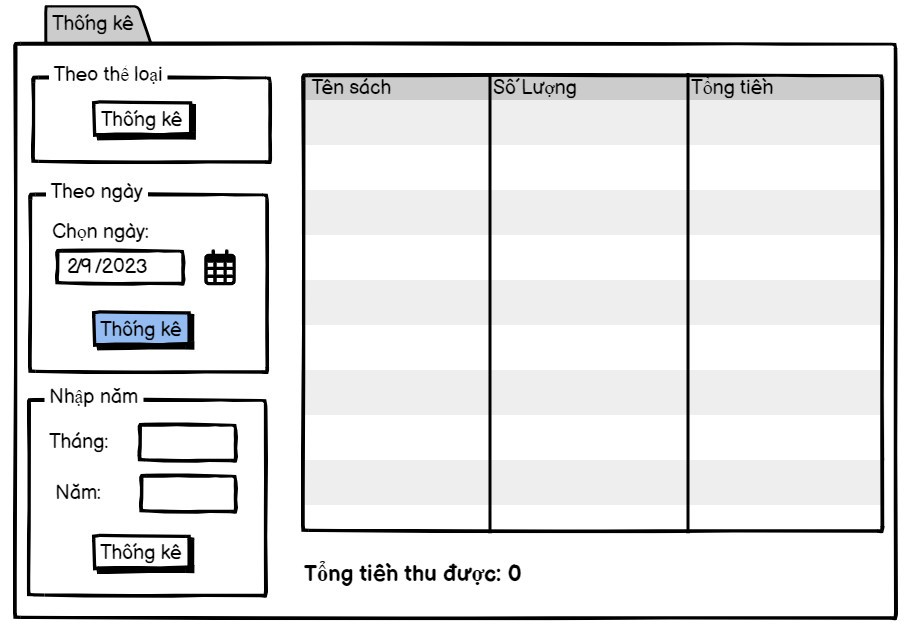 Thống kê
Theo thể loại
Thống kê
Theo ngày
Chọn ngày:
2/9/2023
Thống kê
Nhập năm
Tháng:
Năm:
Thống kê
Tên sách Số Lượng Tổng tiền
Tổng tiền thu được: 0